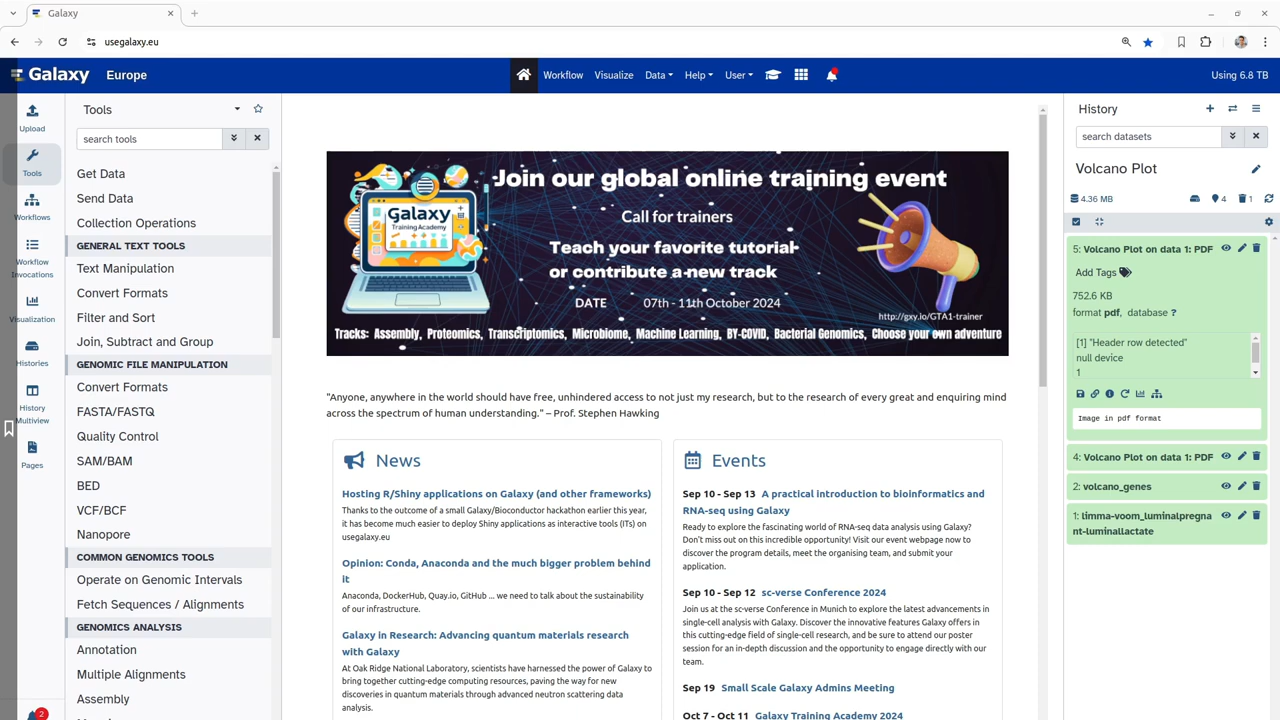 Galaxy
usegalaxy.eu
Galaxy Europe
Workflow Visualize Data Help User
Using 6.8 TB
Upload
Tools
Workflows
Workflow
Invocations
Visualization
Histories
History
Multiview
Pages
2
Tools
search tools
Get Data
Send Data
Collection Operations
GENERAL TEXT TOOLS
Text Manipulation
Convert Formats
Filter and Sort
Join, Subtract and Group
GENOMIC FILE MANIPULATION
Convert Formats
FASTA/FASTQ
Quality Control
SAM/BAM
BED
VCF/BCF
Nanopore
COMMON GENOMICS TOOLS
Operate on Genomic Intervals
Fetch Sequences / Alignments
GENOMICS ANALYSIS
Annotation
Multiple Alignments
Assembly
Join our global online training event
Call for trainers
Teach your favorite tutorial
or contribute a new track
DATE 07th - 11th October 2024
http://gxy.io/GTA1-trainer
Tracks: Assembly, Proteomics, Transcriptomics, Microbiome, Machine Learning, BY-COVID, Bacterial Genomics, Choose your own adventure
Galaxy
Training Academy
"Anyone, anywhere in the world should have free, unhindered access to not just my research, but to the research of every great and enquiring mind
across the spectrum of human understanding." – Prof. Stephen Hawking
News
Hosting R/Shiny applications on Galaxy (and other frameworks)
Thanks to the outcome of a small Galaxy/Bioconductor hackathon earlier this year,
it has become much easier to deploy Shiny applications as interactive tools (ITs) on
usegalaxy.eu
Opinion: Conda, Anaconda and the much bigger problem behind
it
Anaconda, DockerHub, Quay.io, GitHub ... we need to talk about the sustainability
of our infrastructure.
Galaxy in Research: Advancing quantum materials research
with Galaxy
At Oak Ridge National Laboratory, scientists have harnessed the power of Galaxy to
bring together cutting-edge computing resources, paving the way for new
discoveries in quantum materials through advanced neutron scattering data
analysis.
Events
Sep 10 - Sep 13 A practical introduction to bioinformatics and
RNA-seq using Galaxy
Ready to explore the fascinating world of RNA-seq data analysis using Galaxy?
Don't miss out on this incredible opportunity! Visit our event webpage now to
discover the program details, meet the organising team, and submit your
application.
Sep 10 - Sep 12 sc-verse Conference 2024
Join us at the sc-verse Conference in Munich to explore the latest advancements in
single-cell analysis with Galaxy. Discover the innovative features Galaxy offers in
this cutting-edge field of single-cell research, and be sure to attend our poster
session for an in-depth discussion and the opportunity to engage directly with our
team.
Sep 19 Small Scale Galaxy Admins Meeting
Oct 7 - Oct 11 Galaxy Training Academy 2024
History
search datasets
Volcano Plot
4.36 MB 4 1
5: Volcano Plot on data 1: PDF
Add Tags
752.6 KB
format pdf, database ?
[1] "Header row detected"
null device
1
Image in pdf format
4: Volcano Plot on data 1: PDF
2: volcano_genes
1: limma-voom_luminalpregna
nt-luminallactate